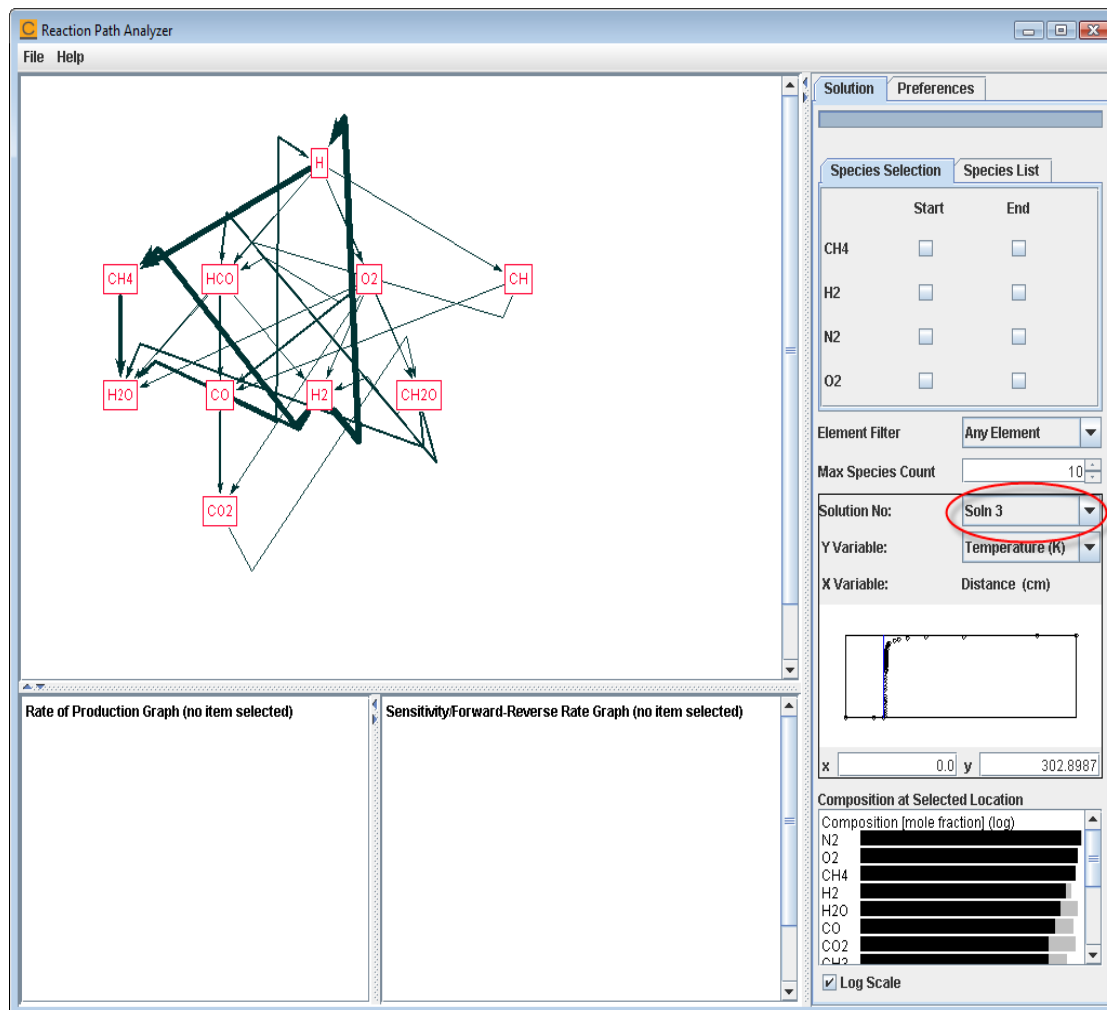 C Reaction Path Analyzer
File Help
H
CH4 HCO O2 CH
H2O CO H2 CH2O
CO2
Rate of Production Graph (no item selected)
Sensitivity/Forward-Reverse Rate Graph (no item selected)
Solution Preferences
Species Selection Species List
Start End
CH4
H2
N2
O2
Element Filter Any Element
Max Species Count 10
Solution No: Soln 3
Y Variable: Temperature (K)
X Variable: Distance (cm)
x 0.0 y 302.8987
Composition at Selected Location
Composition [mole fraction] (log)
N2
O2
CH4
H2
H2O
CO
CO2
CH3
Log Scale